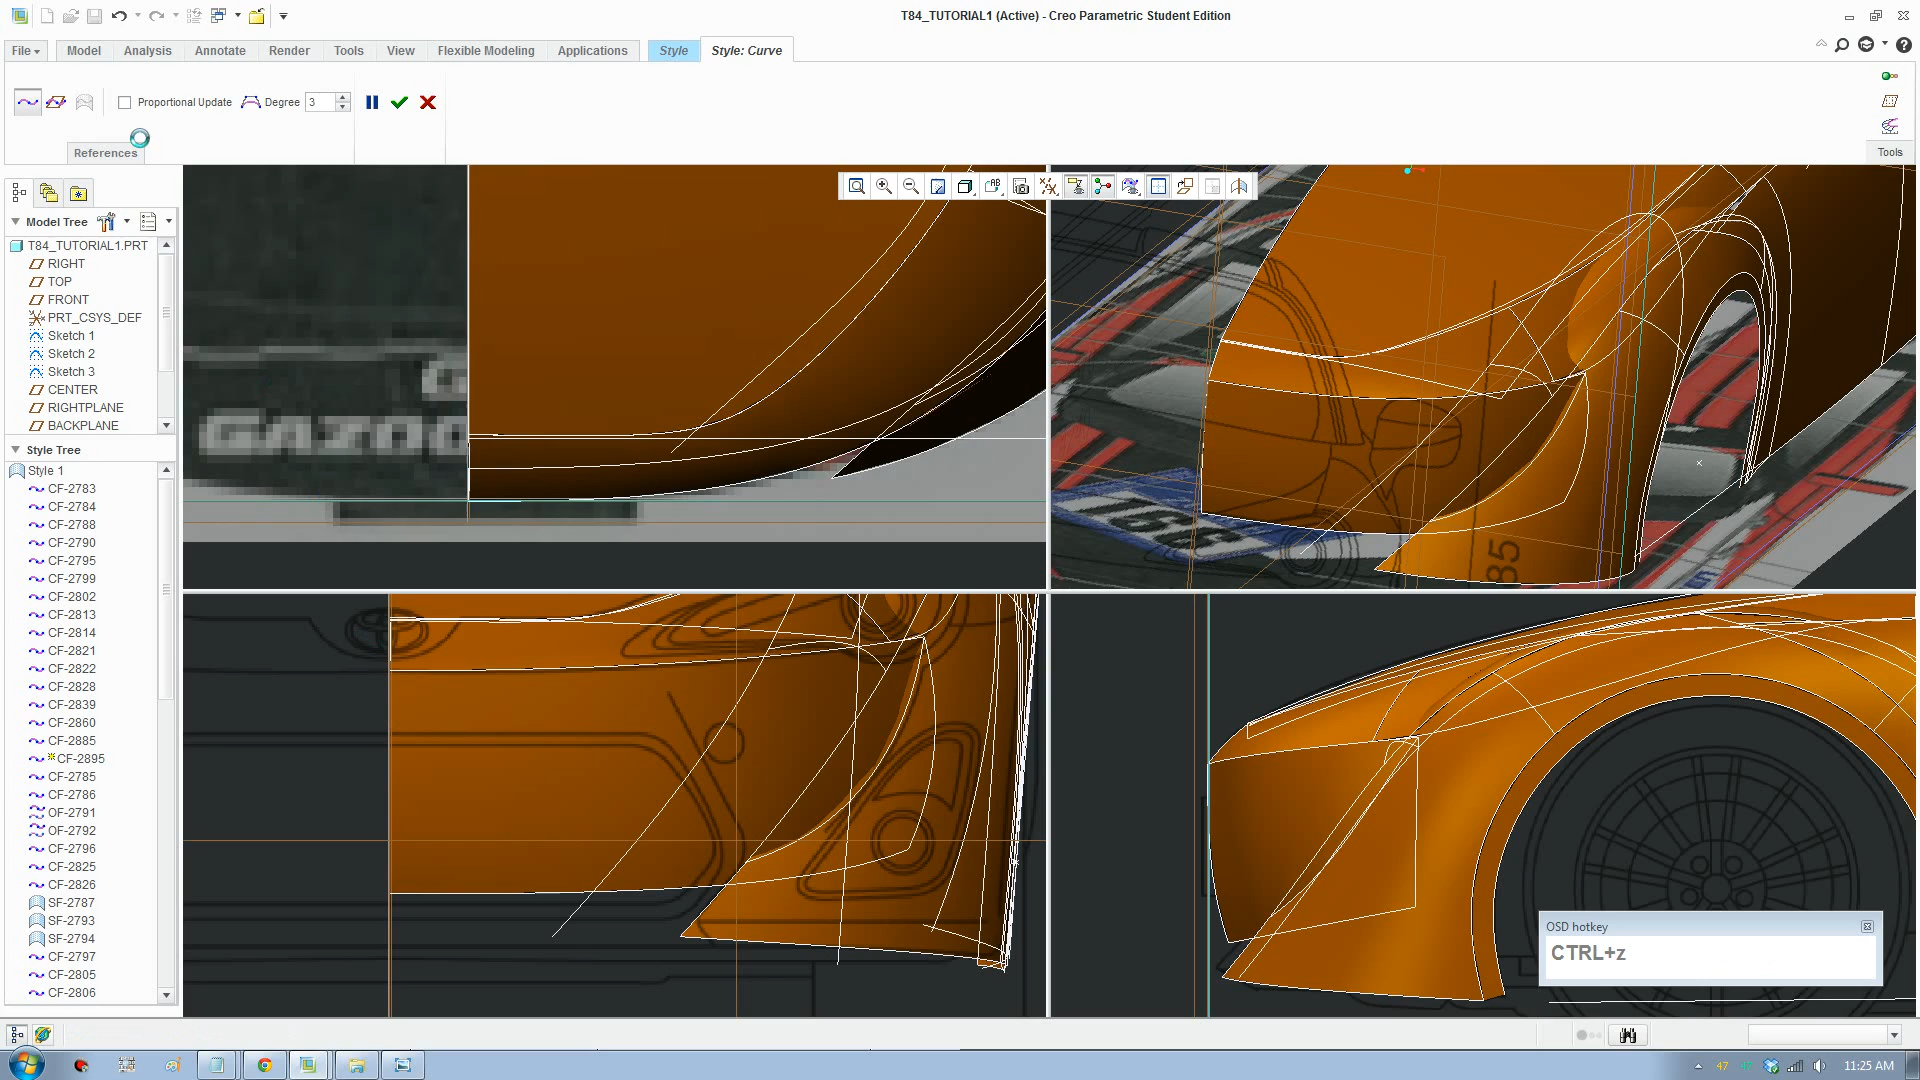 T84_TUTORIAL1 (Active) - Creo Parametric Student Edition
File Model Analysis Annotate Render Tools View Flexible Modeling Applications Style Style: Curve
Proportional Update Degree 3
References
Tools
Model Tree
T84_TUTORIAL1.PRT
RIGHT
TOP
FRONT
PRT_CSYS_DEF
Sketch 1
Sketch 2
Sketch 3
CENTER
RIGHTPLANE
BACKPLANE
Style Tree
Style 1
CF-2783
CF-2784
CF-2788
CF-2790
CF-2795
CF-2799
CF-2802
CF-2813
CF-2814
CF-2821
CF-2822
CF-2828
CF-2839
CF-2860
CF-2885
CF-2895
CF-2785
CF-2786
OF-2791
OF-2792
CF-2796
CF-2825
CF-2826
SF-2787
SF-2793
SF-2794
CF-2797
CF-2805
CF-2806
85
OSD hotkey
CTRL+z
47
11:25 AM